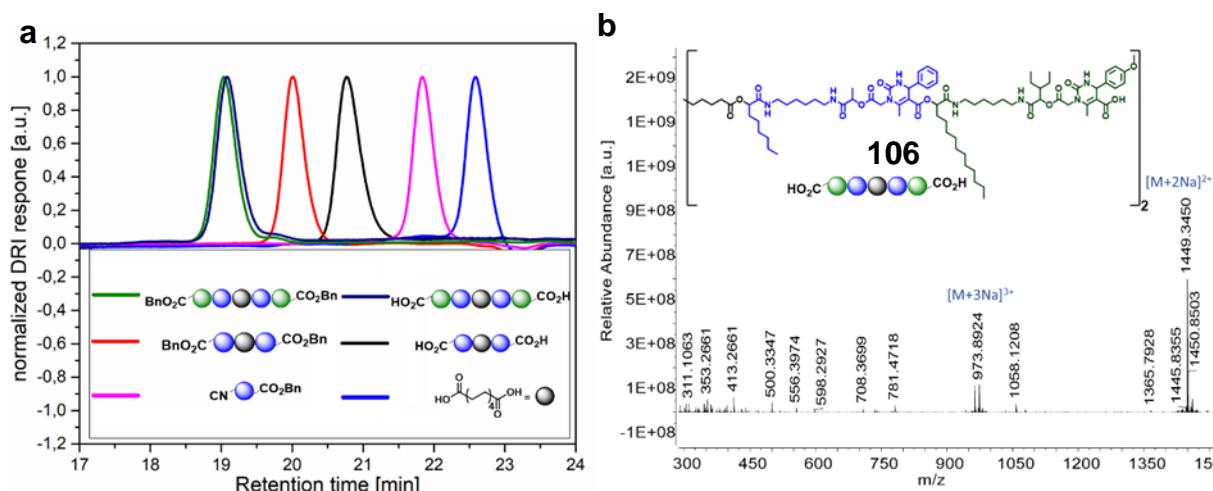 a
normalized DRI respone [a.u.]
1,2
1,0
0,8
0,6
0,4
0,2
0,0
-0,2
-0,4
-0,6
-0,8
-1,0
-1,2
BnO₂C CO₂Bn
HO₂C CO₂H
BnO₂C CO₂Bn
HO₂C CO₂H
CN CO₂Bn
HO O 4 O OH =
17 18 19 20 21 22 23 24
Retention time [min]
b
Relative Abundance [a.u.]
2E+09
1E+09
1E+09
9E+08
6E+08
3E+08
1E+08
-1E+08
106
HO₂C CO₂H
2
[M+2Na]²⁺
[M+3Na]³⁺
311.1063
353.2661
413.2661
500.3347
556.3974
598.2927
708.3699
781.4718
973.8924
1058.1208
1365.7928
1445.8355
1449.3450
1450.8503
300 450 600 750 900 1050 1200 1350 150
m/z